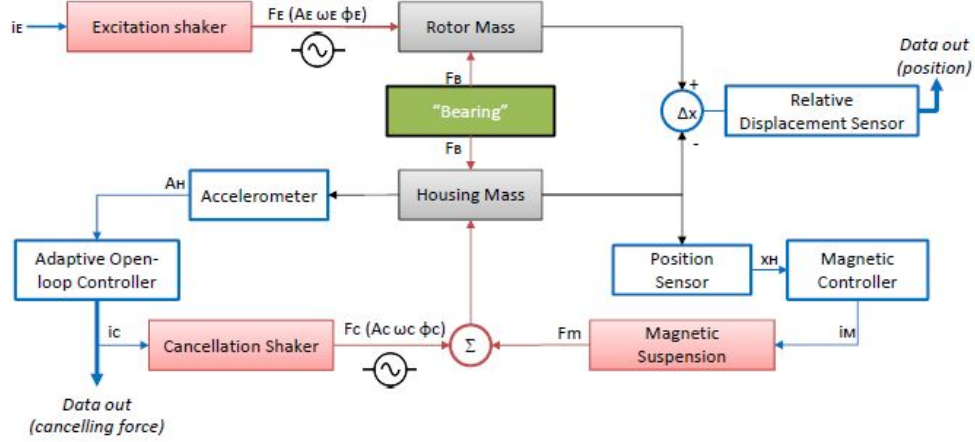 iE
Excitation shaker
FE (AE ωE ϕE)
Rotor Mass
Data out
(position)
FB
"Bearing"
+
Δx
-
Relative
Displacement Sensor
FB
AH
Accelerometer
Housing Mass
Adaptive Open-
loop Controller
Position
Sensor
xH
Magnetic
Controller
iC
Cancellation Shaker
FC (AC ωC ϕC)
Σ
Fm
Magnetic
Suspension
iM
Data out
(cancelling force)